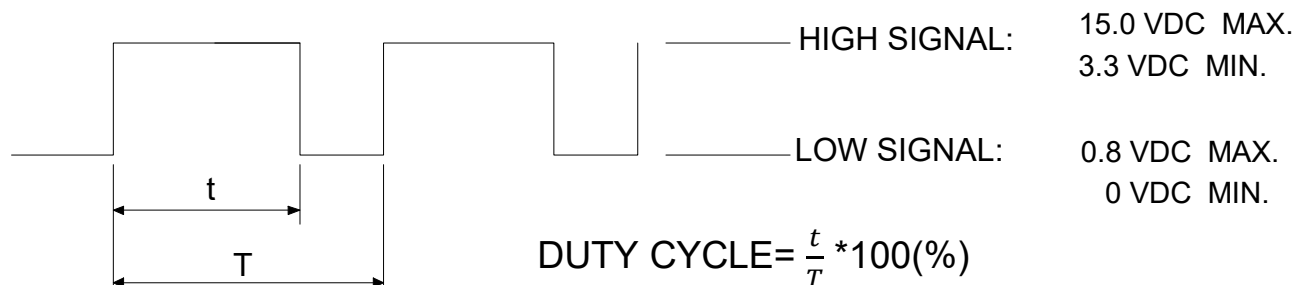 HIGH SIGNAL: 15.0 VDC MAX.
3.3 VDC MIN.
LOW SIGNAL: 0.8 VDC MAX.
0 VDC MIN.
t
T
DUTY CYCLE= t/T *100(%)